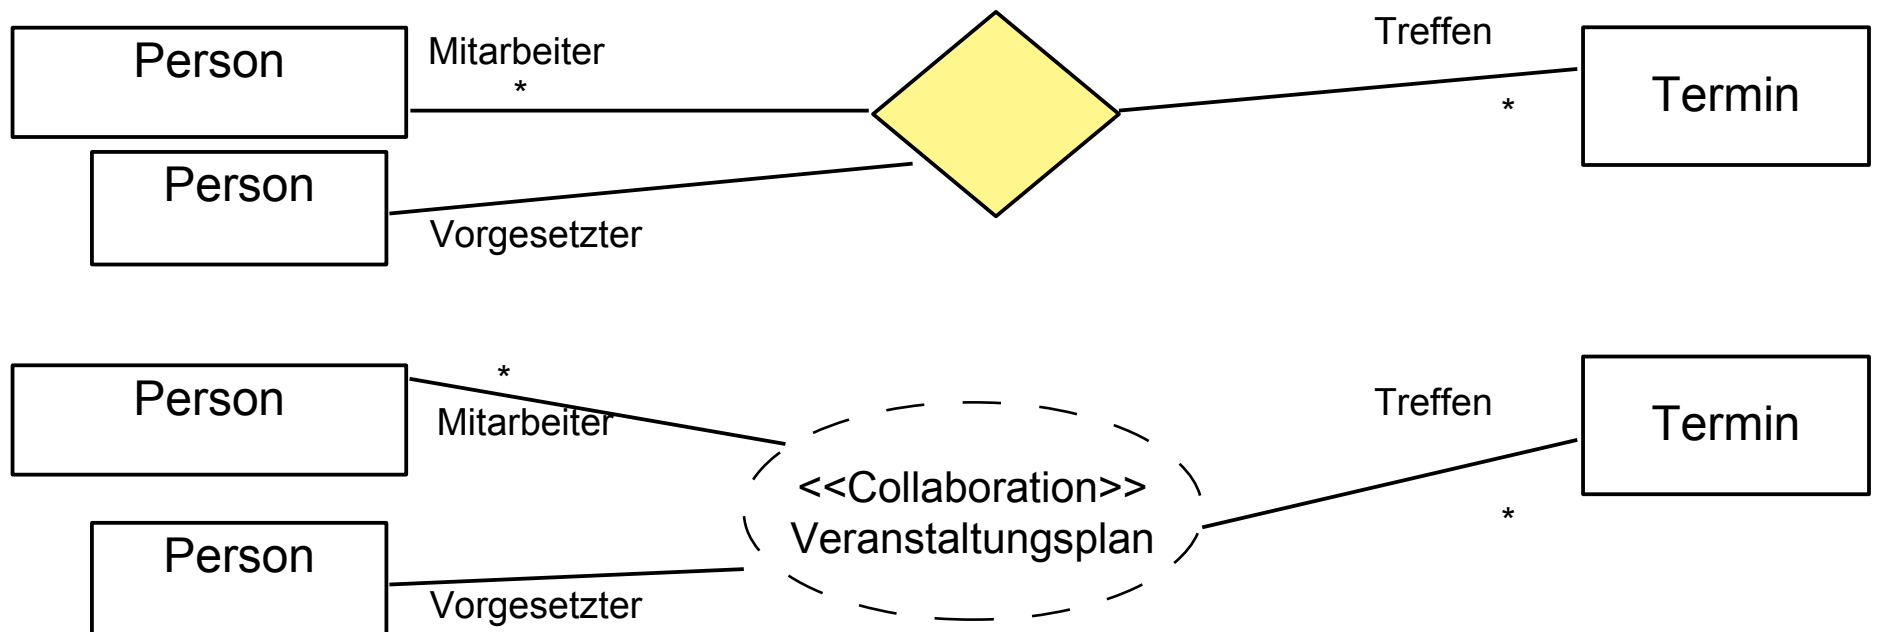 Person
Mitarbeiter
*
Person
Vorgesetzter
Treffen
*
Termin
Person
*
Mitarbeiter
Person
Vorgesetzter
<<Collaboration>>
Veranstaltungsplan
Treffen
*
Termin